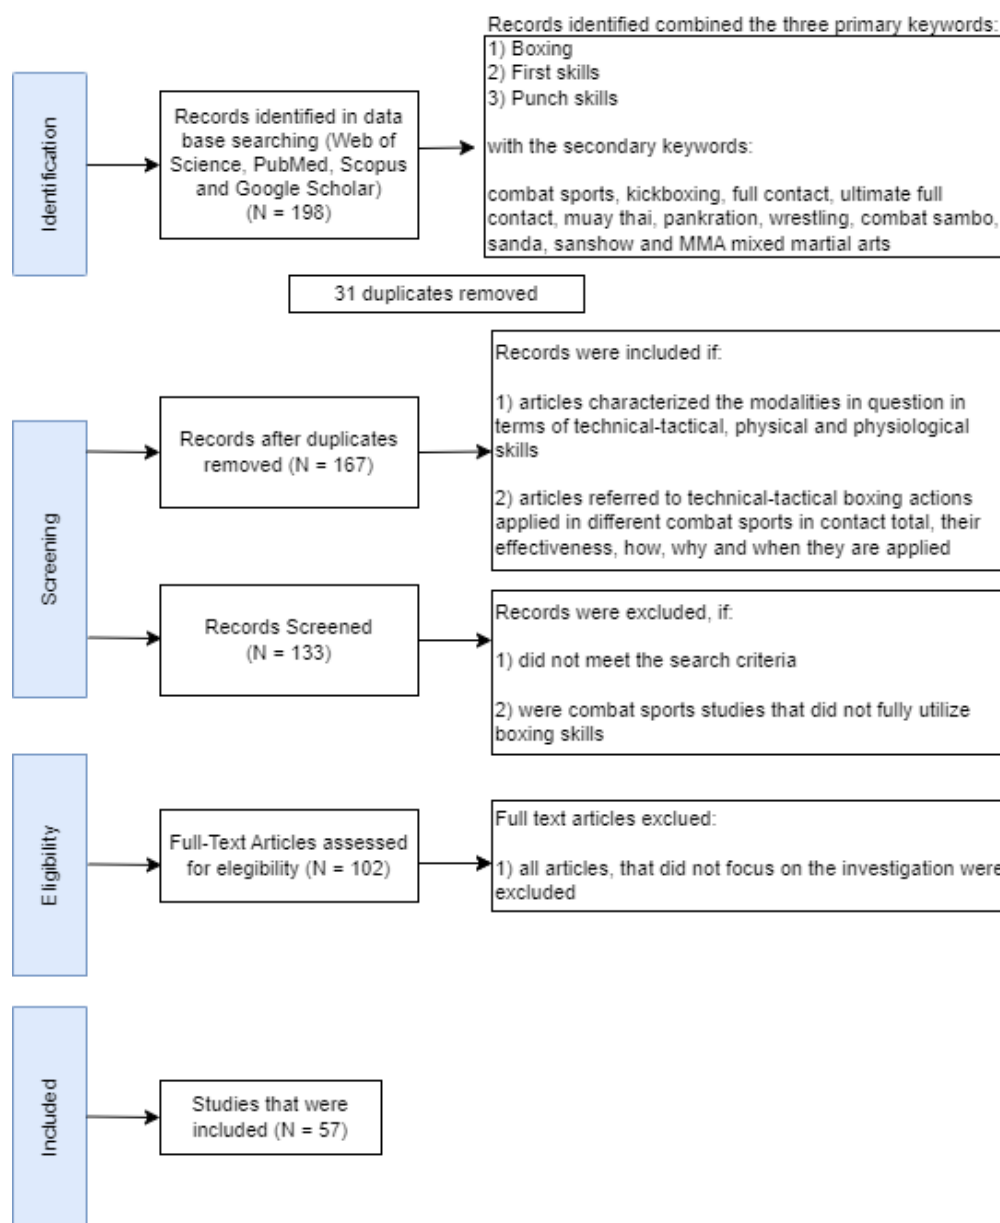 Records identified combined the three primary keywords:
1) Boxing
2) First skills
3) Punch skills
with the secondary keywords:
combat sports, kickboxing, full contact, ultimate full
contact, muay thai, pankration, wrestling, combat sambo,
sanda, sanshow and MMA mixed martial arts
Identification
Records identified in data
base searching (Web of
Science, PubMed, Scopus
and Google Scholar)
(N = 198)
31 duplicates removed
Screening
Records after duplicates
removed (N = 167)
Records were included if:
1) articles characterized the modalities in question in
terms of technical-tactical, physical and physiological
skills
2) articles referred to technical-tactical boxing actions
applied in different combat sports in contact total, their
effectiveness, how, why and when they are applied
Records Screened
(N = 133)
Records were excluded, if:
1) did not meet the search criteria
2) were combat sports studies that did not fully utilize
boxing skills
Eligibility
Full-Text Articles assessed
for elegibility (N = 102)
Full text articles exclued:
1) all articles, that did not focus on the investigation were
excluded
Included
Studies that were
included (N = 57)